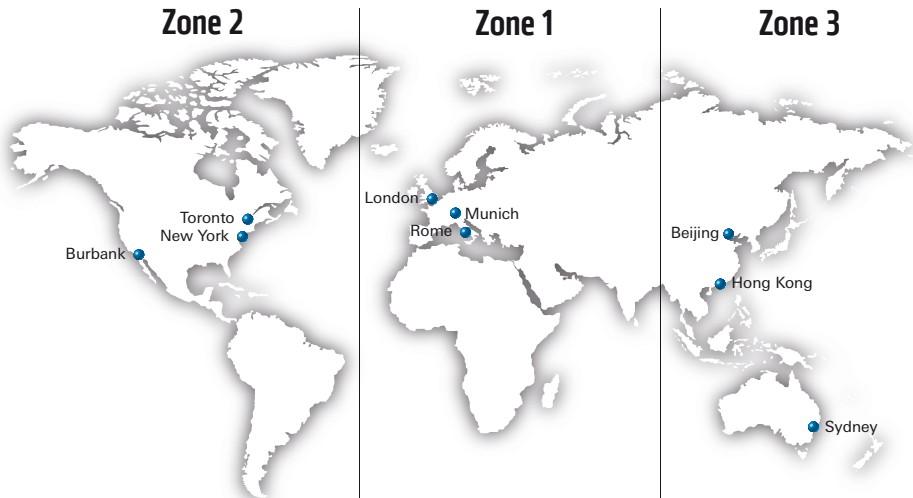 Zone 2
Zone 1
Zone 3
London
Munich
Toronto
New York
Rome
Beijing
Burbank
Hong Kong
Sydney